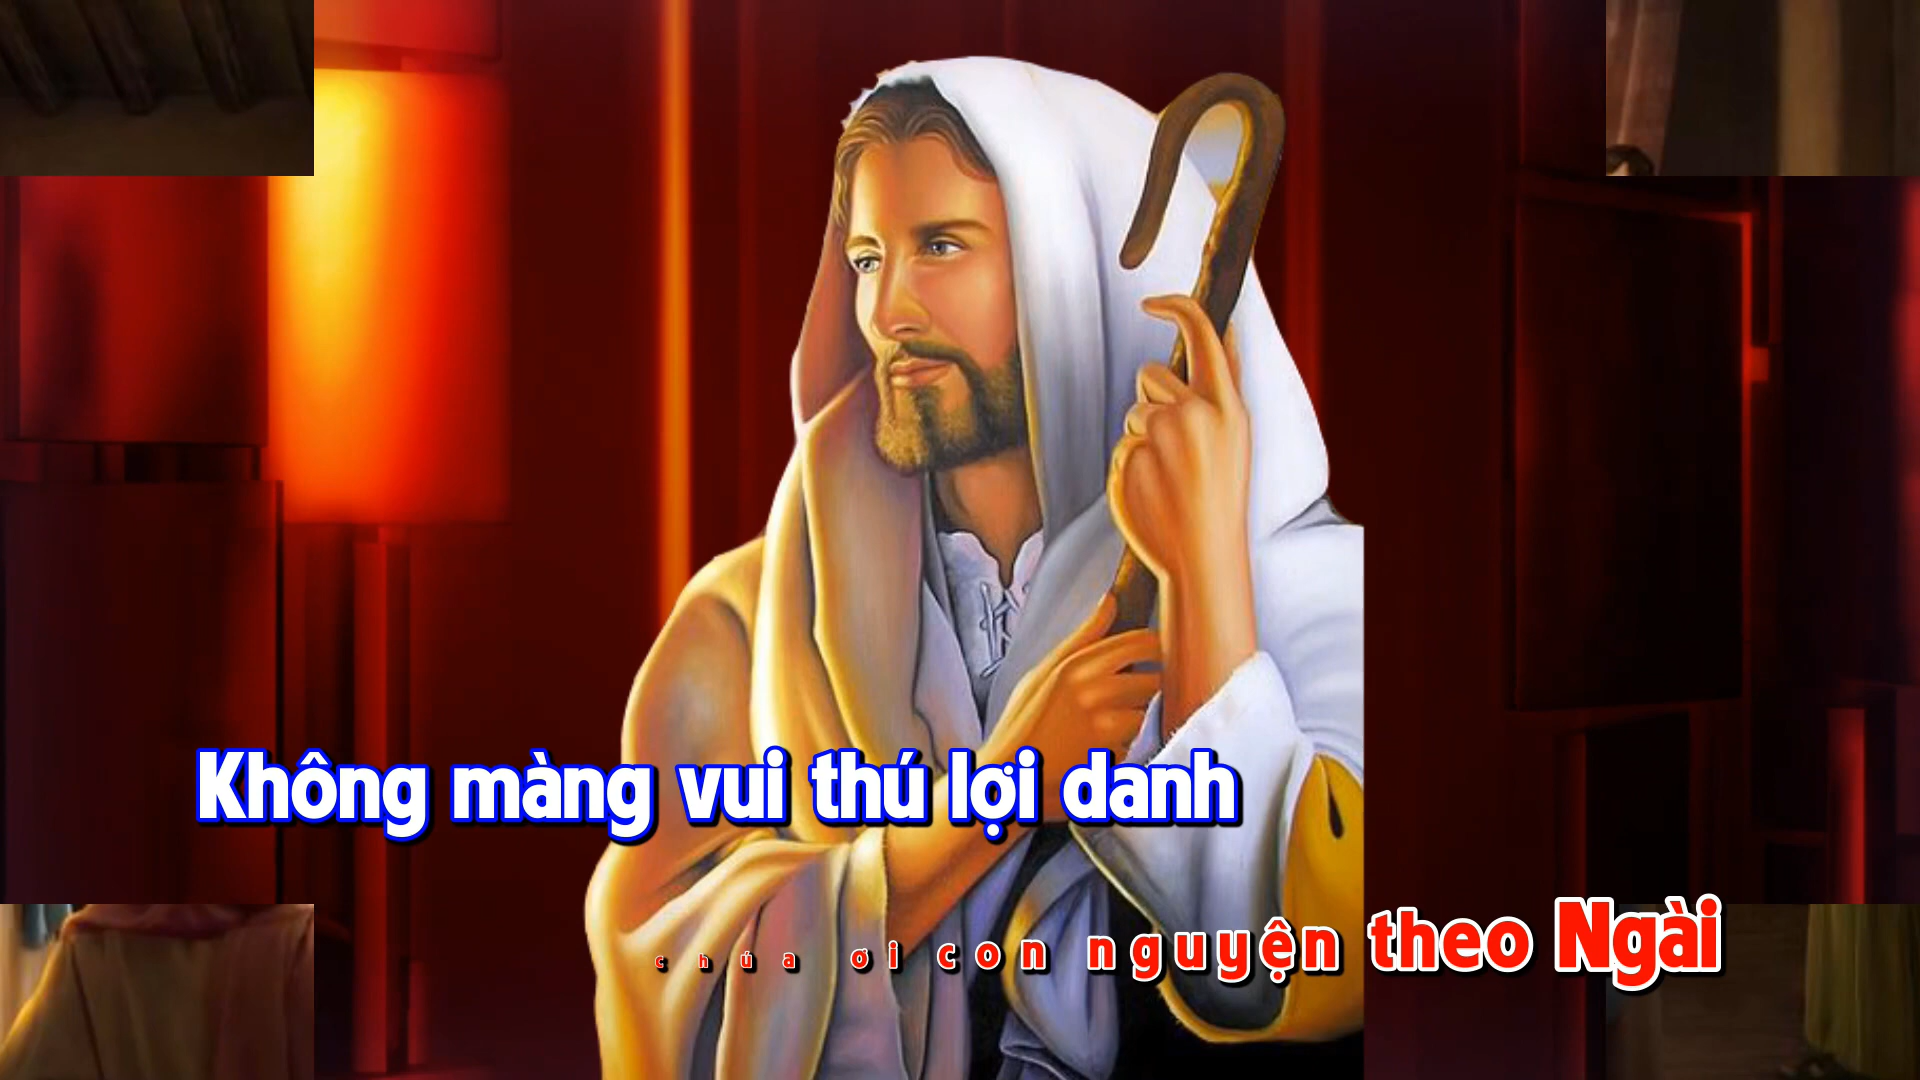 Không màng vui thú lợi danh
chúa ơi con nguyện theo Ngài